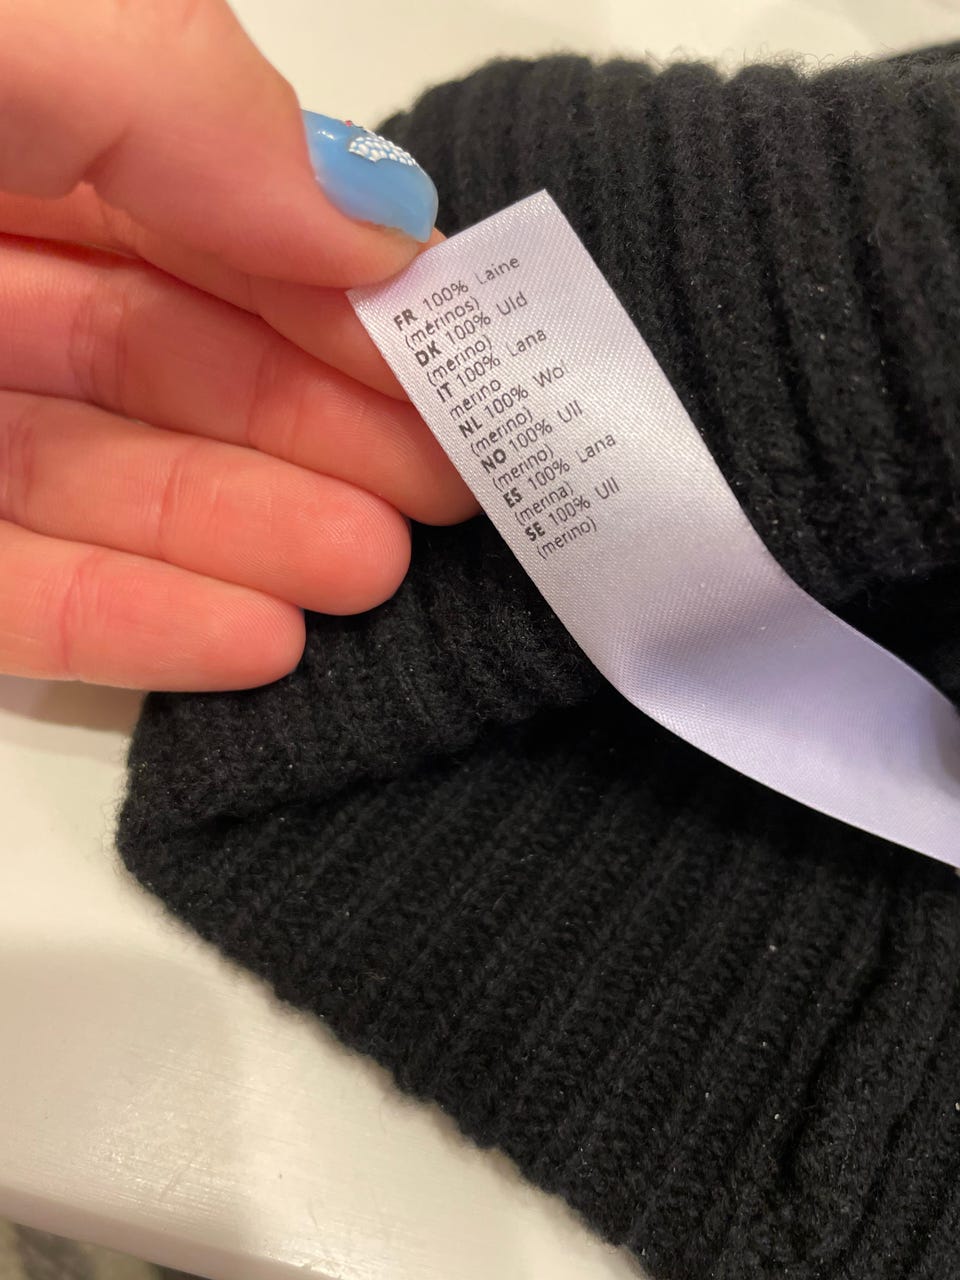 FR 100% Laine
(mérinos)
DK 100% Uld
(merino)
IT 100% Lana
merino
NL 100% Wol
(merino)
NO 100% Ull
(merino)
ES 100% Lana
(merina)
SE 100% Ull
(merino)